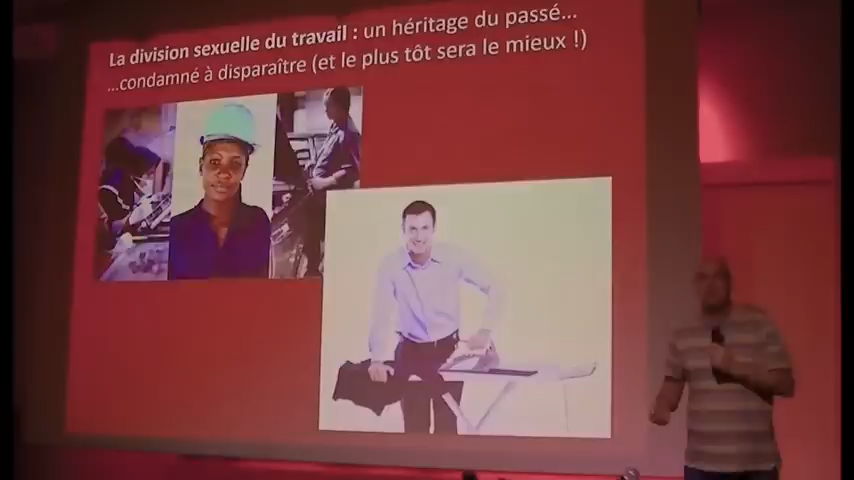 La division sexuelle du travail : un héritage du passé...
...condamné à disparaître (et le plus tôt sera le mieux !)